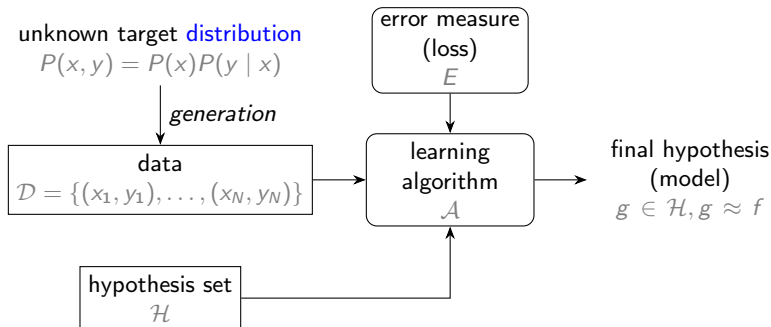 unknown target distribution
P(x, y) = P(x)P(y | x)
error measure
(loss)
E
generation
data
𝒟 = {(x₁, y₁), . . . , (x_N, y_N)}
learning
algorithm
𝒜
final hypothesis
(model)
g ∈ ℋ, g ≈ f
hypothesis set
ℋ